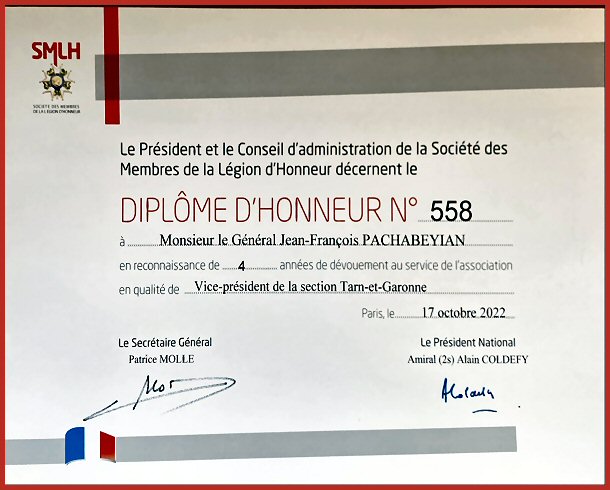 SMLH
SOCIÉTÉ DES MEMBRES
DE LA LÉGION D'HONNEUR
Le Président et le Conseil d'administration de la Société des
Membres de la Légion d'Honneur décernent le
DIPLÔME D'HONNEUR N° 558
à Monsieur le Général Jean-François PACHABEYIAN
en reconnaissance de 4 années de dévouement au service de l'association
en qualité de Vice-président de la section Tarn-et-Garonne
Paris, le 17 octobre 2022
Le Secrétaire Général
Patrice MOLLE
Le Président National
Amiral (2s) Alain COLDEFY